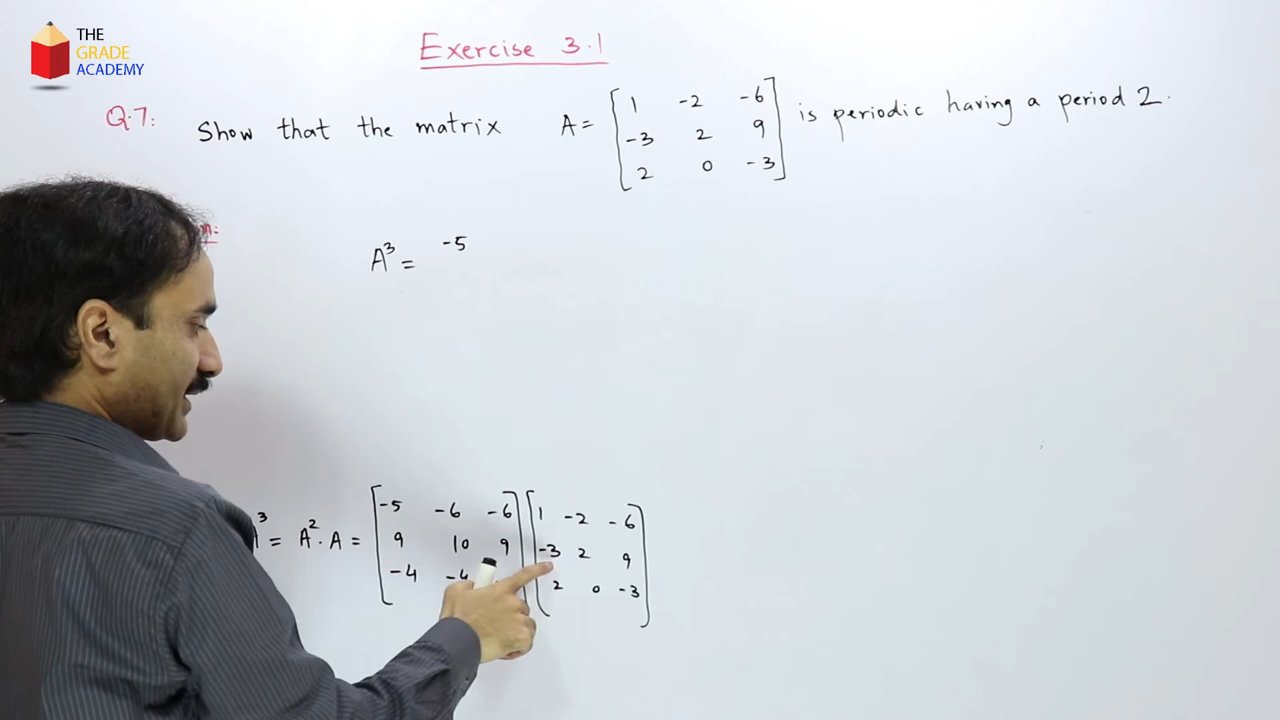 THE
GRADE
ACADEMY
Exercise 3.1
Q.7: Show that the matrix A = [1 -2 -6
-3 2 9
2 0 -3] is periodic having a period 2.
A³ = -5
³ = A². A = [-5 -6 -6
9 10 9
-4 -4] [1 -2 -6
-3 2 9
2 0 -3]